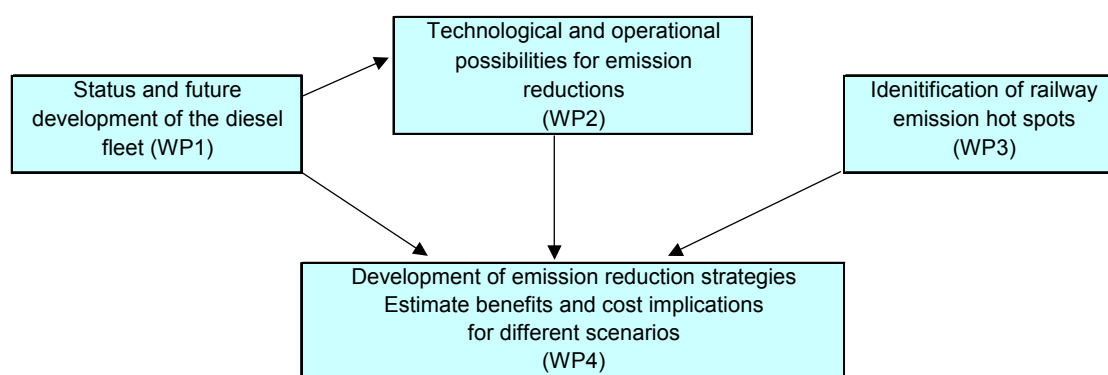 Technological and operational
possibilities for emission
reductions
(WP2)
Status and future
development of the diesel
fleet (WP1)
Idenitification of railway
emission hot spots
(WP3)
Development of emission reduction strategies
Estimate benefits and cost implications
for different scenarios
(WP4)